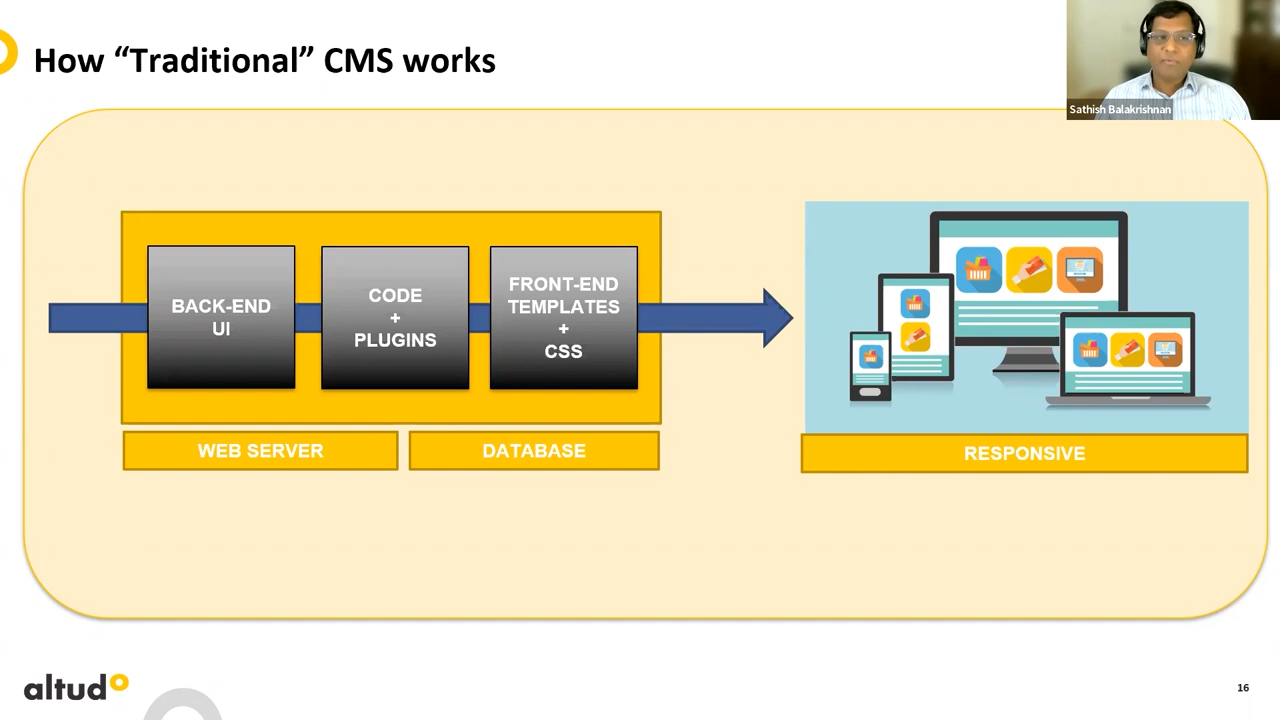 How “Traditional” CMS works
Sathish Balakrishnan
BACK-END
UI
CODE
+
PLUGINS
FRONT-END
TEMPLATES
+
CSS
WEB SERVER
DATABASE
RESPONSIVE
altudo
16